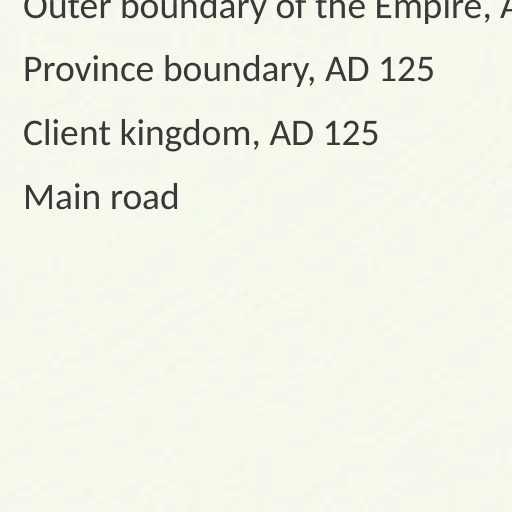 Outer boundary of the Empire,
Province boundary, AD 125
Client kingdom, AD 125
Main road